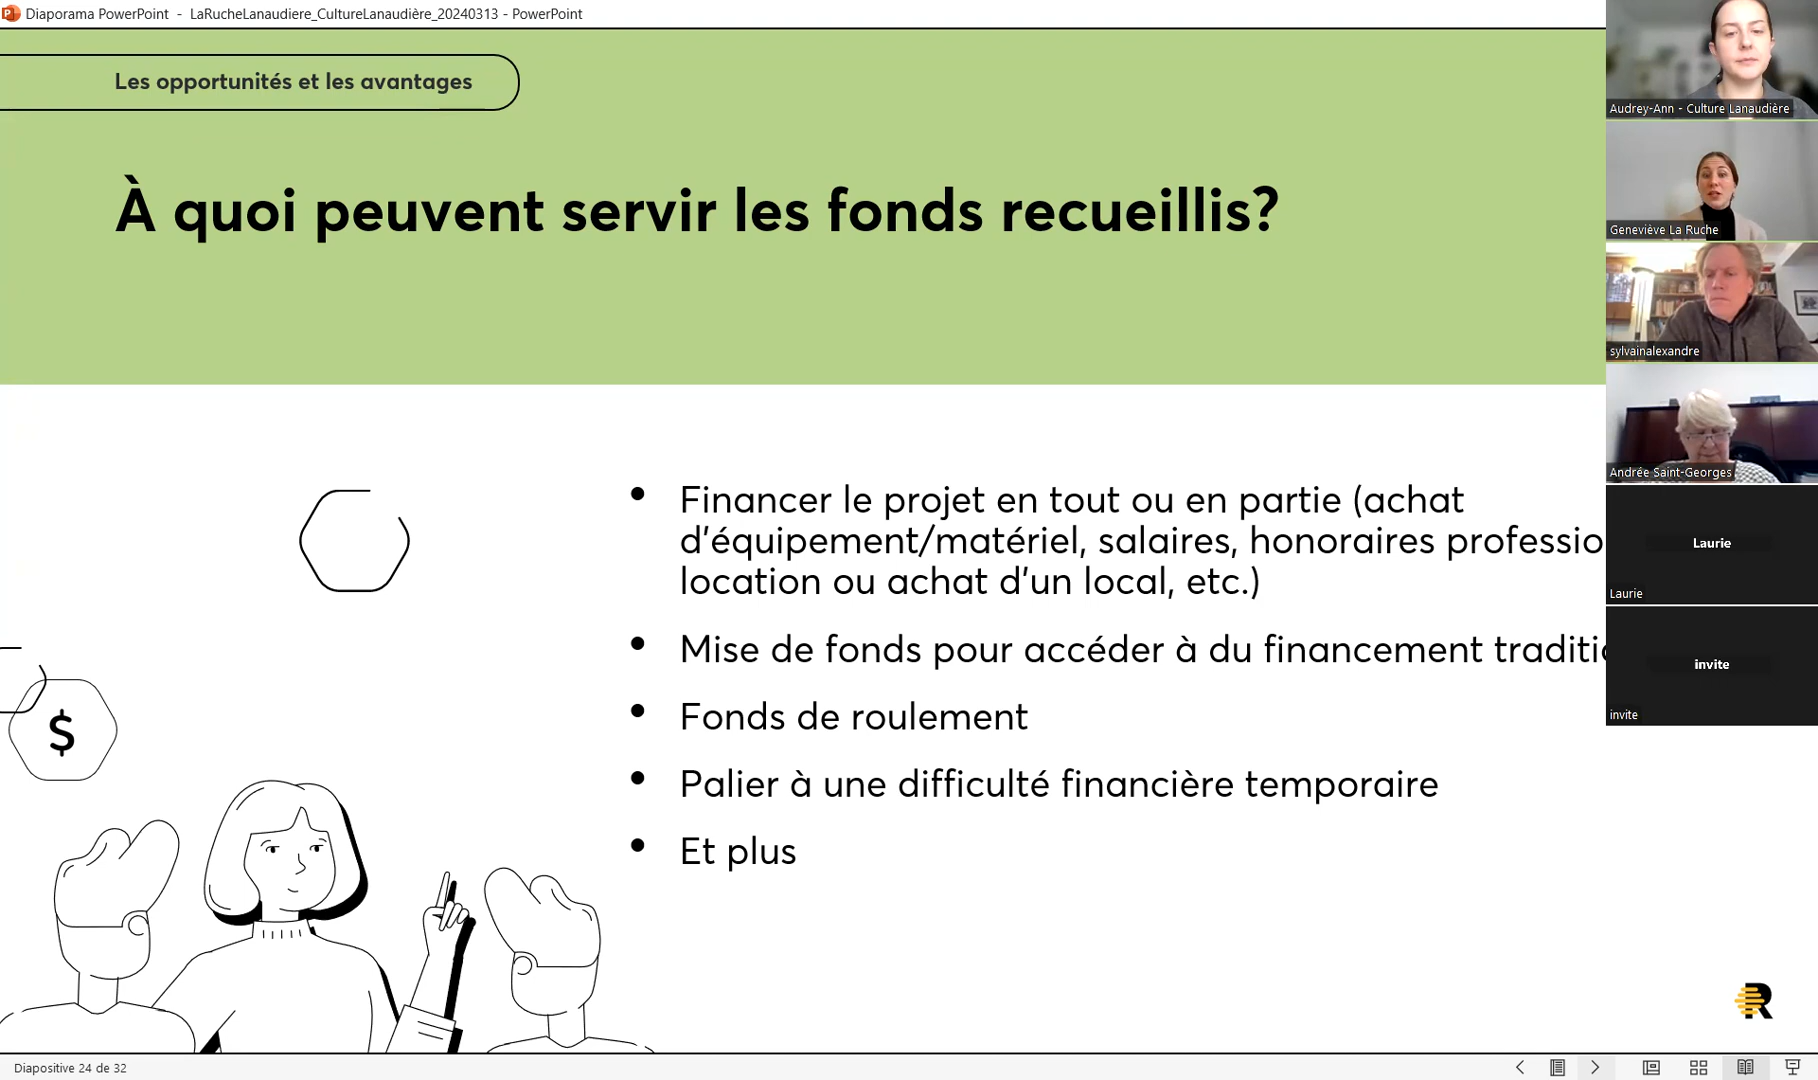 Diaporama PowerPoint - LaRucheLanaudiere_CultureLanaudière_20240313 - PowerPoint
Les opportunités et les avantages
À quoi peuvent servir les fonds recueillis?
• Financer le projet en tout ou en partie (achat
d'équipement/matériel, salaires, honoraires professio
location ou achat d'un local, etc.)
• Mise de fonds pour accéder à du financement traditi
• Fonds de roulement
• Palier à une difficulté financière temporaire
• Et plus
$
R
Audrey-Ann - Culture Lanaudière
Geneviève La Ruche
sylvainalexandre
Andrée Saint-Georges
Laurie
Laurie
invite
invite
Diapositive 24 de 32